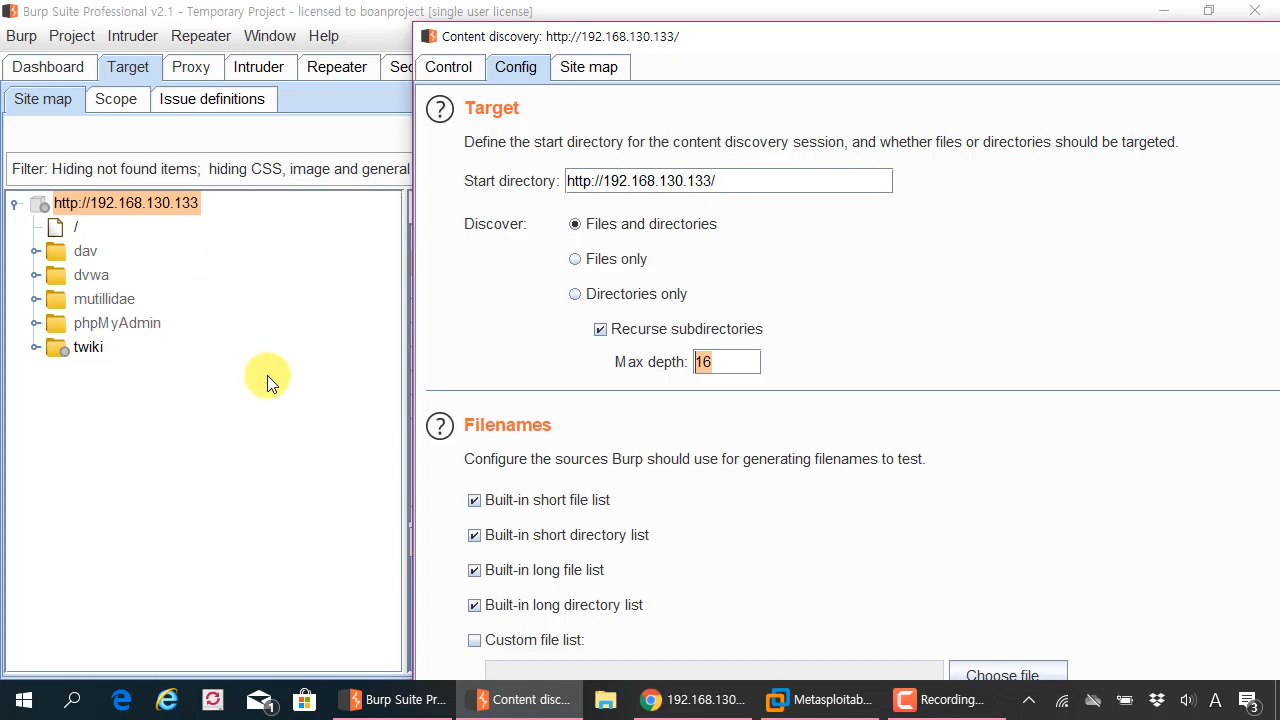 Burp Suite Professional v2.1 - Temporary Project - licensed to boanproject [single user license]
Burp Project Intruder Repeater Window Help
Content discovery: http://192.168.130.133/
Dashboard Target Proxy Intruder Repeater Sec
Control Config Site map
Site map Scope Issue definitions
Target
Define the start directory for the content discovery session, and whether files or directories should be targeted.
Filter: Hiding not found items; hiding CSS, image and general
Start directory: http://192.168.130.133/
http://192.168.130.133
/
dav
dvwa
mutillidae
phpMyAdmin
twiki
Discover: Files and directories
Files only
Directories only
Recurse subdirectories
Max depth: 16
Filenames
Configure the sources Burp should use for generating filenames to test.
Built-in short file list
Built-in short directory list
Built-in long file list
Built-in long directory list
Custom file list:
Choose file
1 Burp Suite Pr... Content disc... 192.168.130... Metasploitab... Recording... A 3